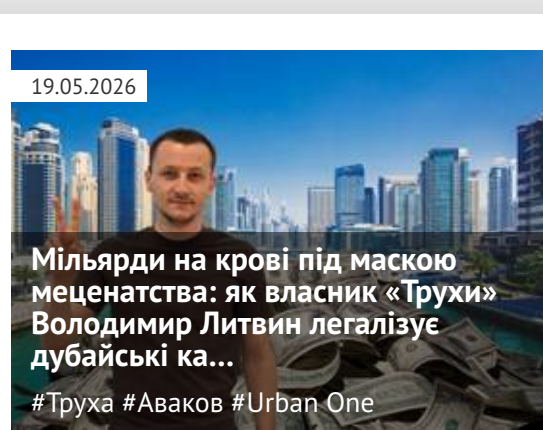 19.05.2026
Мільярди на крові під маскою
меценатства: як власник «Трухи»
Володимир Литвин легалізує
дубайські ка...
#Труха #Аваков #Urban One